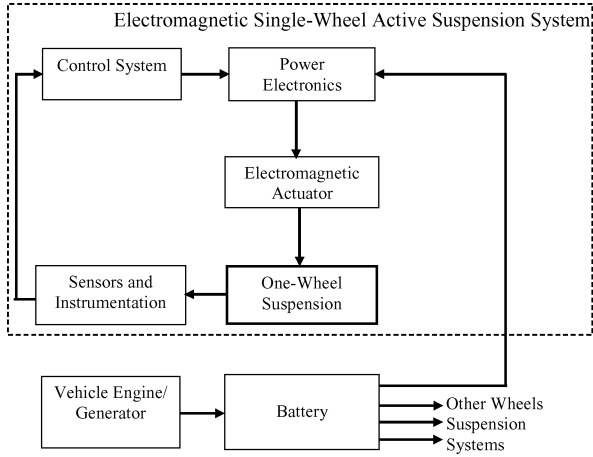 Electromagnetic Single-Wheel Active Suspension System
Control System
Power
Electronics
Electromagnetic
Actuator
Sensors and
Instrumentation
One-Wheel
Suspension
Vehicle Engine/
Generator
Battery
Other Wheels
Suspension
Systems